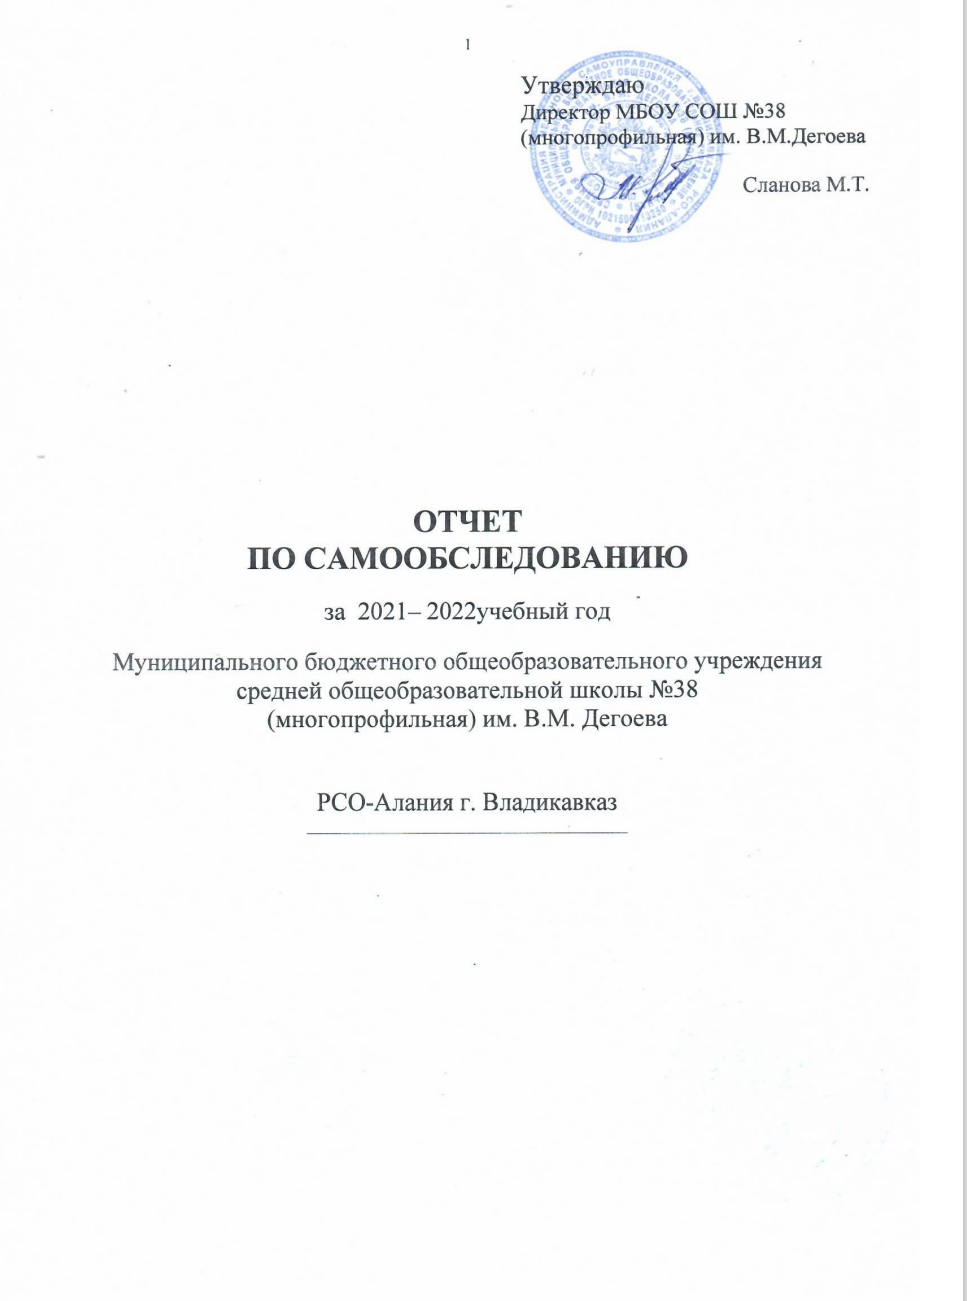 1
Утверждаю
Директор МБОУ СОШ №38
(многопрофильная) им. В.М.Дегоева
Сланова М.Т.
ОТЧЕТ
ПО САМООБСЛЕДОВАНИЮ
за 2021– 2022учебный год
Муниципального бюджетного общеобразовательного учреждения
средней общеобразовательной школы №38
(многопрофильная) им. В.М. Дегоева
РСО-Алания г. Владикавказ